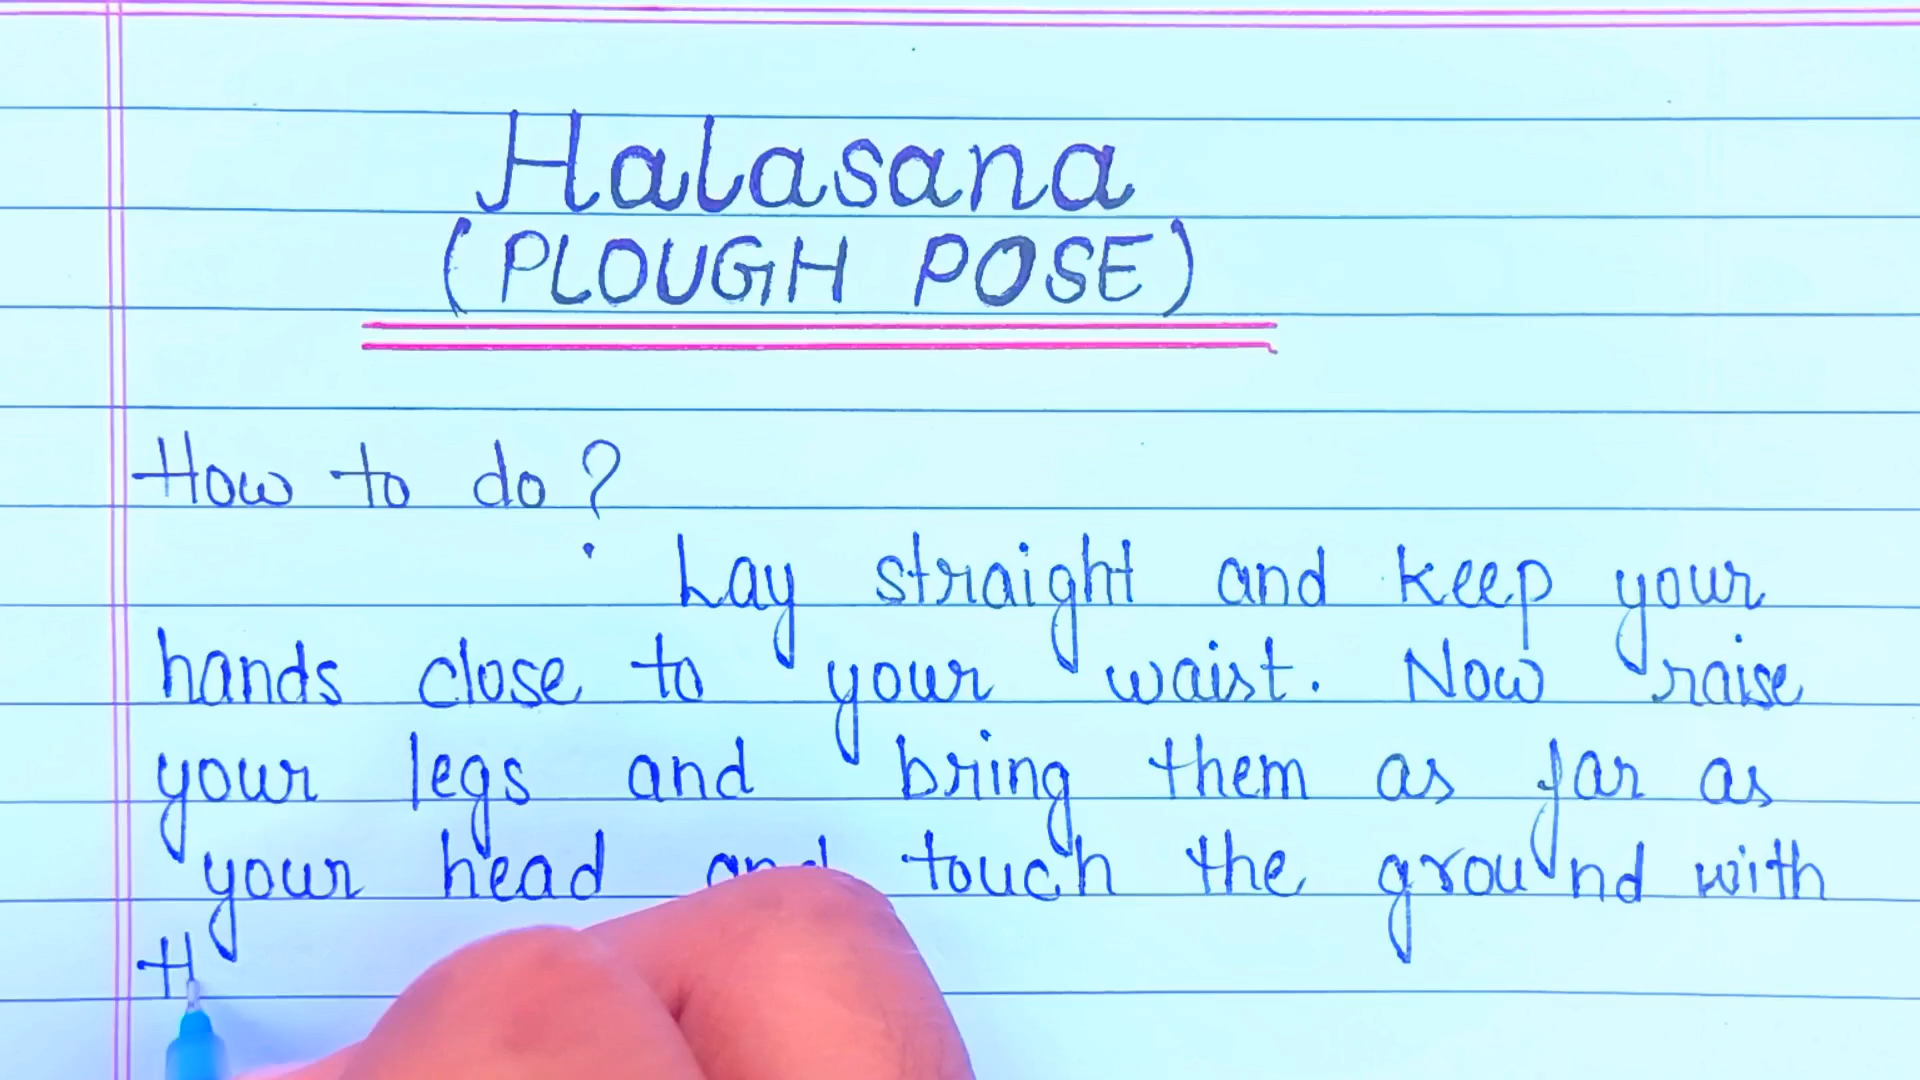 Halasana
(PLOUGH POSE)
How to do?
Lay straight and keep your
hands close to your waist. Now raise
your legs and bring them as far as
your head and touch the ground with